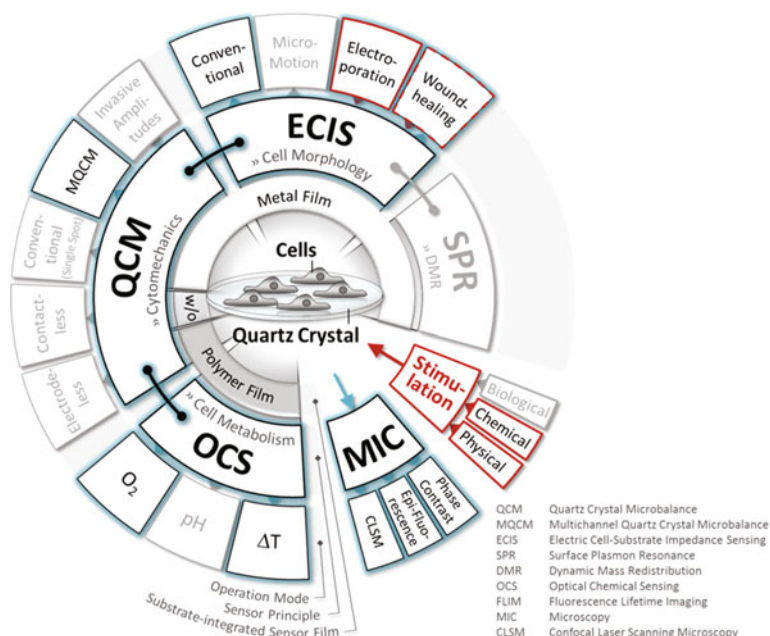 Conven-
tional
Micro-
Motion
Electro-
poration
Wound-
healing
ECIS
» Cell Morphology
Invasive
Ampli-
tudes
MQCM
Conven-
tional
(Single Spot)
Contact-
less
Electrode-
less
QCM
» Cytomechanics
Metal Film
SPR
» DMR
Cells
w/o
Quartz Crystal
Polymer Film
» Cell Metabolism
OCS
O2
pH
ΔT
MIC
CLSM
Epi-Fluo-
rescence
Phase
Contrast
Stimu-
lation
Biological
Chemical
Physical
Operation Mode
Sensor Principle
Substrate-integrated Sensor Film
QCM Quartz Crystal Microbalance
MQCM Multichannel Quartz Crystal Microbalance
ECIS Electric Cell-Substrate Impedance Sensing
SPR Surface Plasmon Resonance
DMR Dynamic Mass Redistribution
OCS Optical Chemical Sensing
FLIM Fluorescence Lifetime Imaging
MIC Microscopy
CLSM Confocal Laser Scanning Microscopy